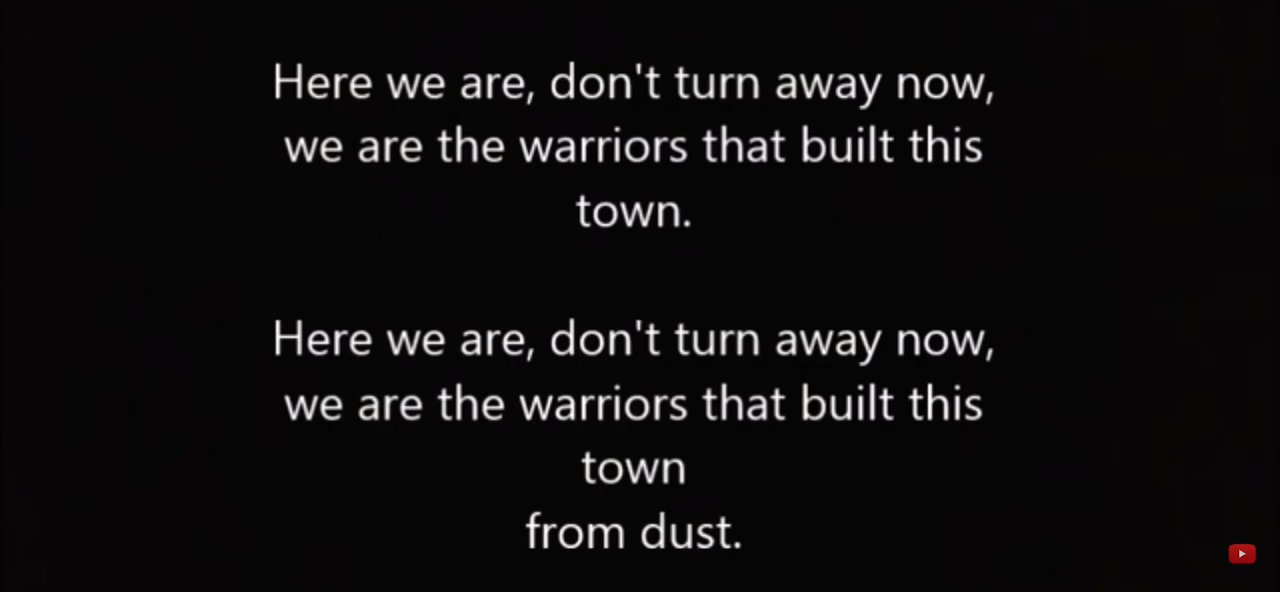 Here we are, don't turn away now,
we are the warriors that built this
town.
Here we are, don't turn away now,
we are the warriors that built this
town
from dust.